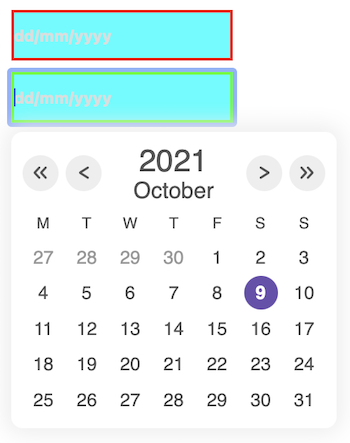 dd/mm/yyyy
dd/mm/yyyy
« < 2021 > »
October
M T W T F S S
27 28 29 30 1 2 3
4 5 6 7 8 9 10
11 12 13 14 15 16 17
18 19 20 21 22 23 24
25 26 27 28 29 30 31